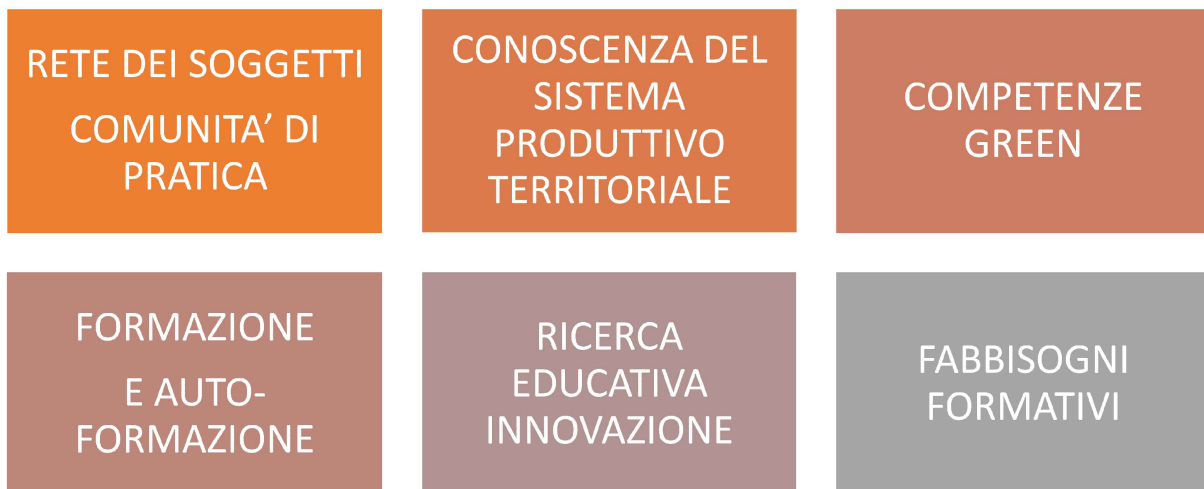 RETE DEI SOGGETTI
COMUNITA’ DI
PRATICA
CONOSCENZA DEL
SISTEMA
PRODUTTIVO
TERRITORIALE
COMPETENZE
GREEN
FORMAZIONE
E AUTO-
FORMAZIONE
RICERCA
EDUCATIVA
INNOVAZIONE
FABBISOGNI
FORMATIVI